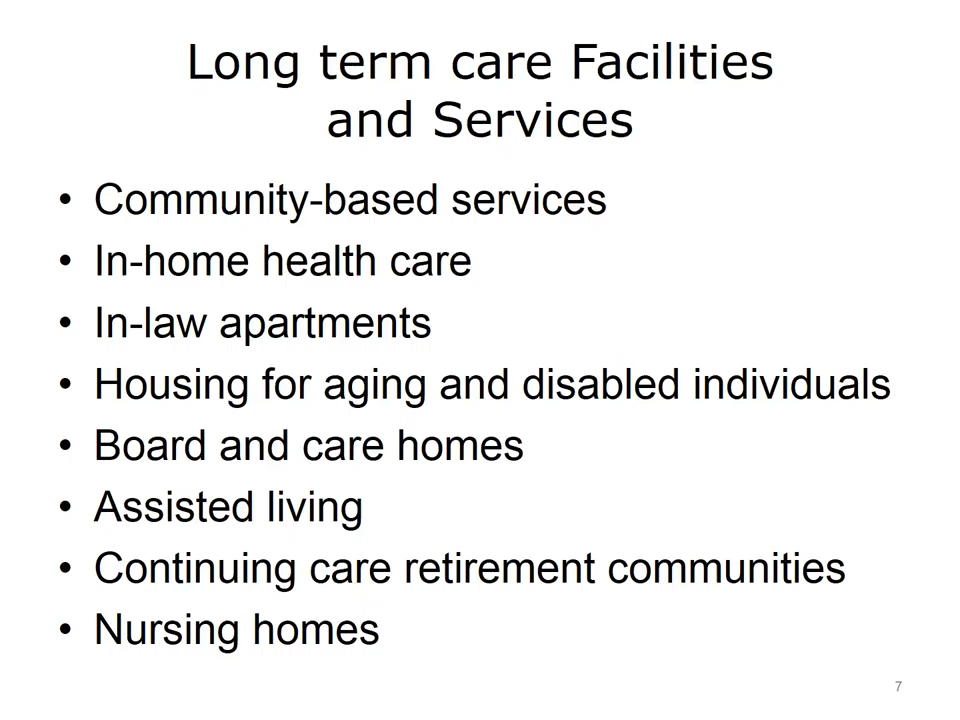 Long term care Facilities
and Services
• Community-based services
• In-home health care
• In-law apartments
• Housing for aging and disabled individuals
• Board and care homes
• Assisted living
• Continuing care retirement communities
• Nursing homes
7